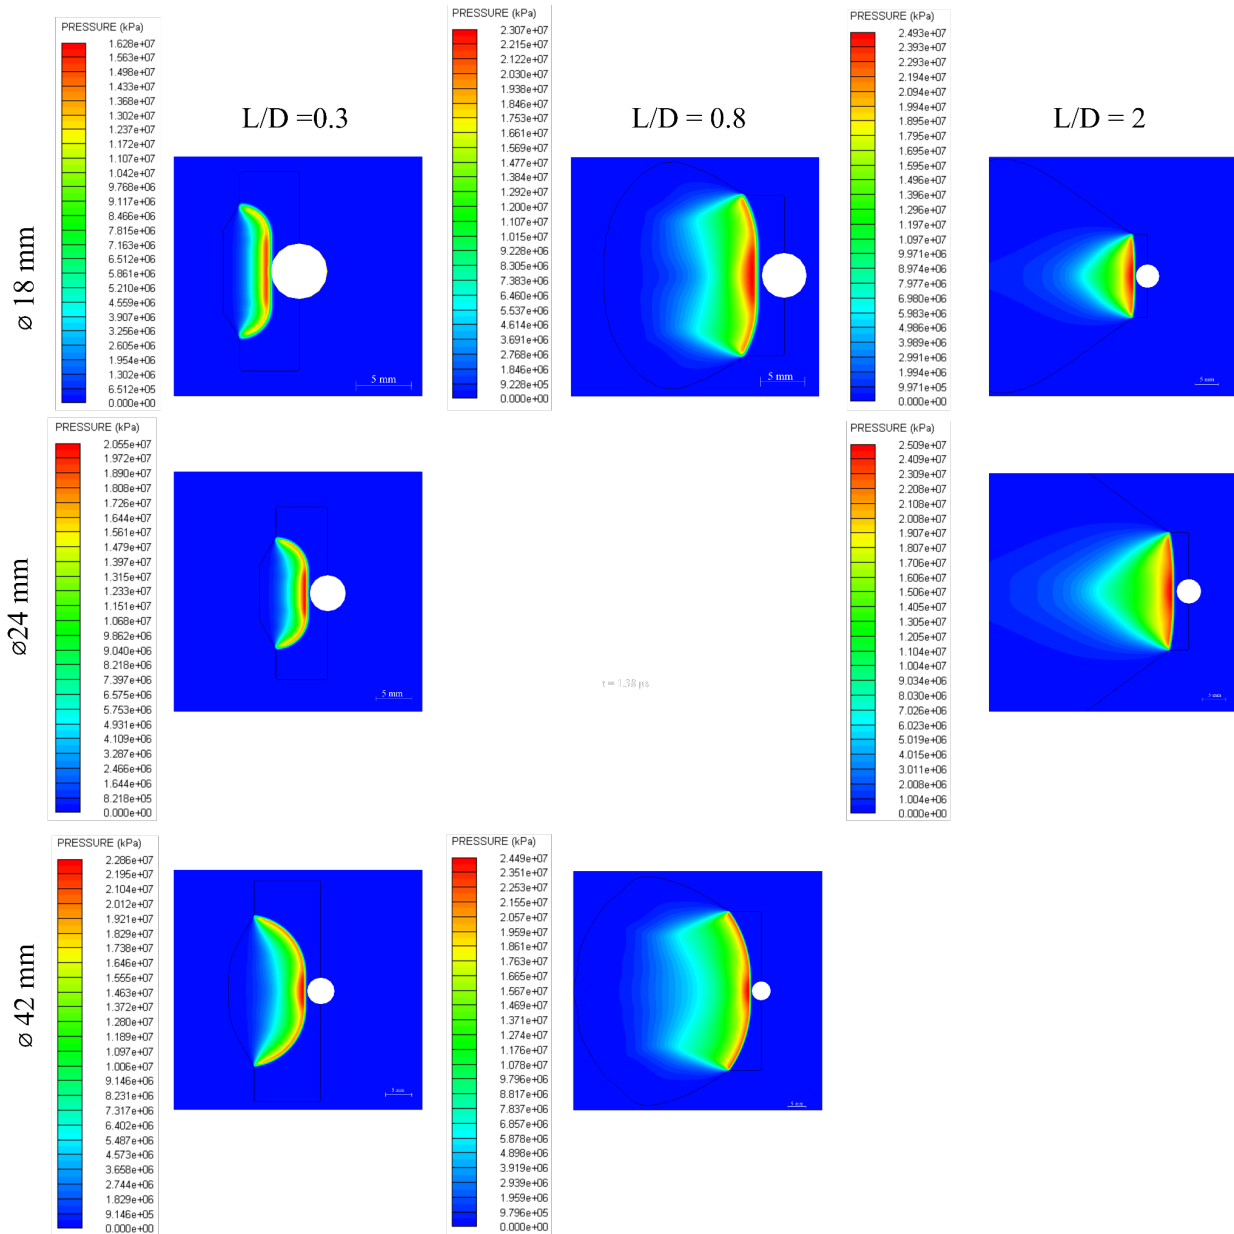 PRESSURE (kPa)
1.628e+07
1.563e+07
1.498e+07
1.433e+07
1.368e+07
1.302e+07
1.237e+07
1.172e+07
1.107e+07
1.042e+07
9.768e+06
9.117e+06
8.466e+06
7.815e+06
7.163e+06
6.512e+06
5.861e+06
5.210e+06
4.559e+06
3.907e+06
3.256e+06
2.605e+06
1.954e+06
1.302e+06
6.512e+05
0.000e+00
L/D =0.3
5 mm
PRESSURE (kPa)
2.307e+07
2.215e+07
2.122e+07
2.030e+07
1.938e+07
1.846e+07
1.753e+07
1.661e+07
1.569e+07
1.477e+07
1.384e+07
1.292e+07
1.200e+07
1.107e+07
1.015e+07
9.228e+06
8.305e+06
7.383e+06
6.460e+06
5.537e+06
4.614e+06
3.691e+06
2.768e+06
1.846e+06
9.228e+05
0.000e+00
L/D = 0.8
5 mm
PRESSURE (kPa)
2.493e+07
2.393e+07
2.293e+07
2.194e+07
2.094e+07
1.994e+07
1.895e+07
1.795e+07
1.695e+07
1.595e+07
1.496e+07
1.396e+07
1.296e+07
1.197e+07
1.097e+07
9.971e+06
8.974e+06
7.977e+06
6.980e+06
5.983e+06
4.986e+06
3.989e+06
2.991e+06
1.994e+06
9.971e+05
0.000e+00
L/D = 2
5 mm
⌀ 18 mm
PRESSURE (kPa)
2.055e+07
1.972e+07
1.890e+07
1.808e+07
1.726e+07
1.644e+07
1.561e+07
1.479e+07
1.397e+07
1.315e+07
1.233e+07
1.151e+07
1.068e+07
9.862e+06
9.040e+06
8.218e+06
7.397e+06
6.575e+06
5.753e+06
4.931e+06
4.109e+06
3.287e+06
2.466e+06
1.644e+06
8.218e+05
0.000e+00
5 mm
t = 1.38 μs
PRESSURE (kPa)
2.509e+07
2.409e+07
2.309e+07
2.208e+07
2.108e+07
2.008e+07
1.907e+07
1.807e+07
1.706e+07
1.606e+07
1.506e+07
1.405e+07
1.305e+07
1.205e+07
1.104e+07
1.004e+07
9.034e+06
8.030e+06
7.026e+06
6.023e+06
5.019e+06
4.015e+06
3.011e+06
2.008e+06
1.004e+06
0.000e+00
5 mm
⌀24 mm
PRESSURE (kPa)
2.286e+07
2.195e+07
2.104e+07
2.012e+07
1.921e+07
1.829e+07
1.738e+07
1.646e+07
1.555e+07
1.463e+07
1.372e+07
1.280e+07
1.189e+07
1.097e+07
1.006e+07
9.146e+06
8.231e+06
7.317e+06
6.402e+06
5.487e+06
4.573e+06
3.658e+06
2.744e+06
1.829e+06
9.146e+05
0.000e+00
5 mm
PRESSURE (kPa)
2.449e+07
2.351e+07
2.253e+07
2.155e+07
2.057e+07
1.959e+07
1.861e+07
1.763e+07
1.665e+07
1.567e+07
1.469e+07
1.371e+07
1.274e+07
1.176e+07
1.078e+07
9.796e+06
8.817e+06
7.837e+06
6.857e+06
5.878e+06
4.898e+06
3.919e+06
2.939e+06
1.959e+06
9.796e+05
0.000e+00
5 mm
⌀ 42 mm